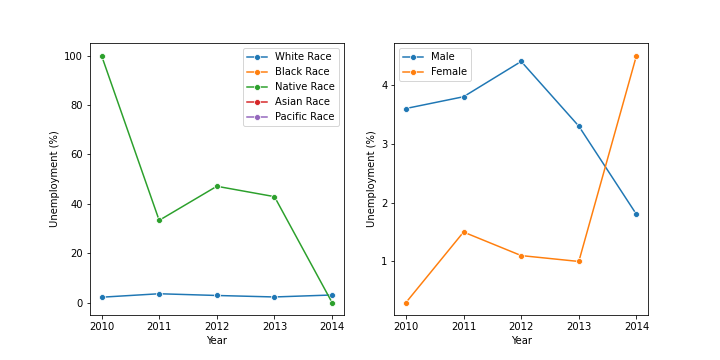 100
80
60
40
20
0
Unemployment (%)
2010 2011 2012 2013 2014
Year
White Race
Black Race
Native Race
Asian Race
Pacific Race
4
3
2
1
Unemployment (%)
2010 2011 2012 2013 2014
Year
Male
Female